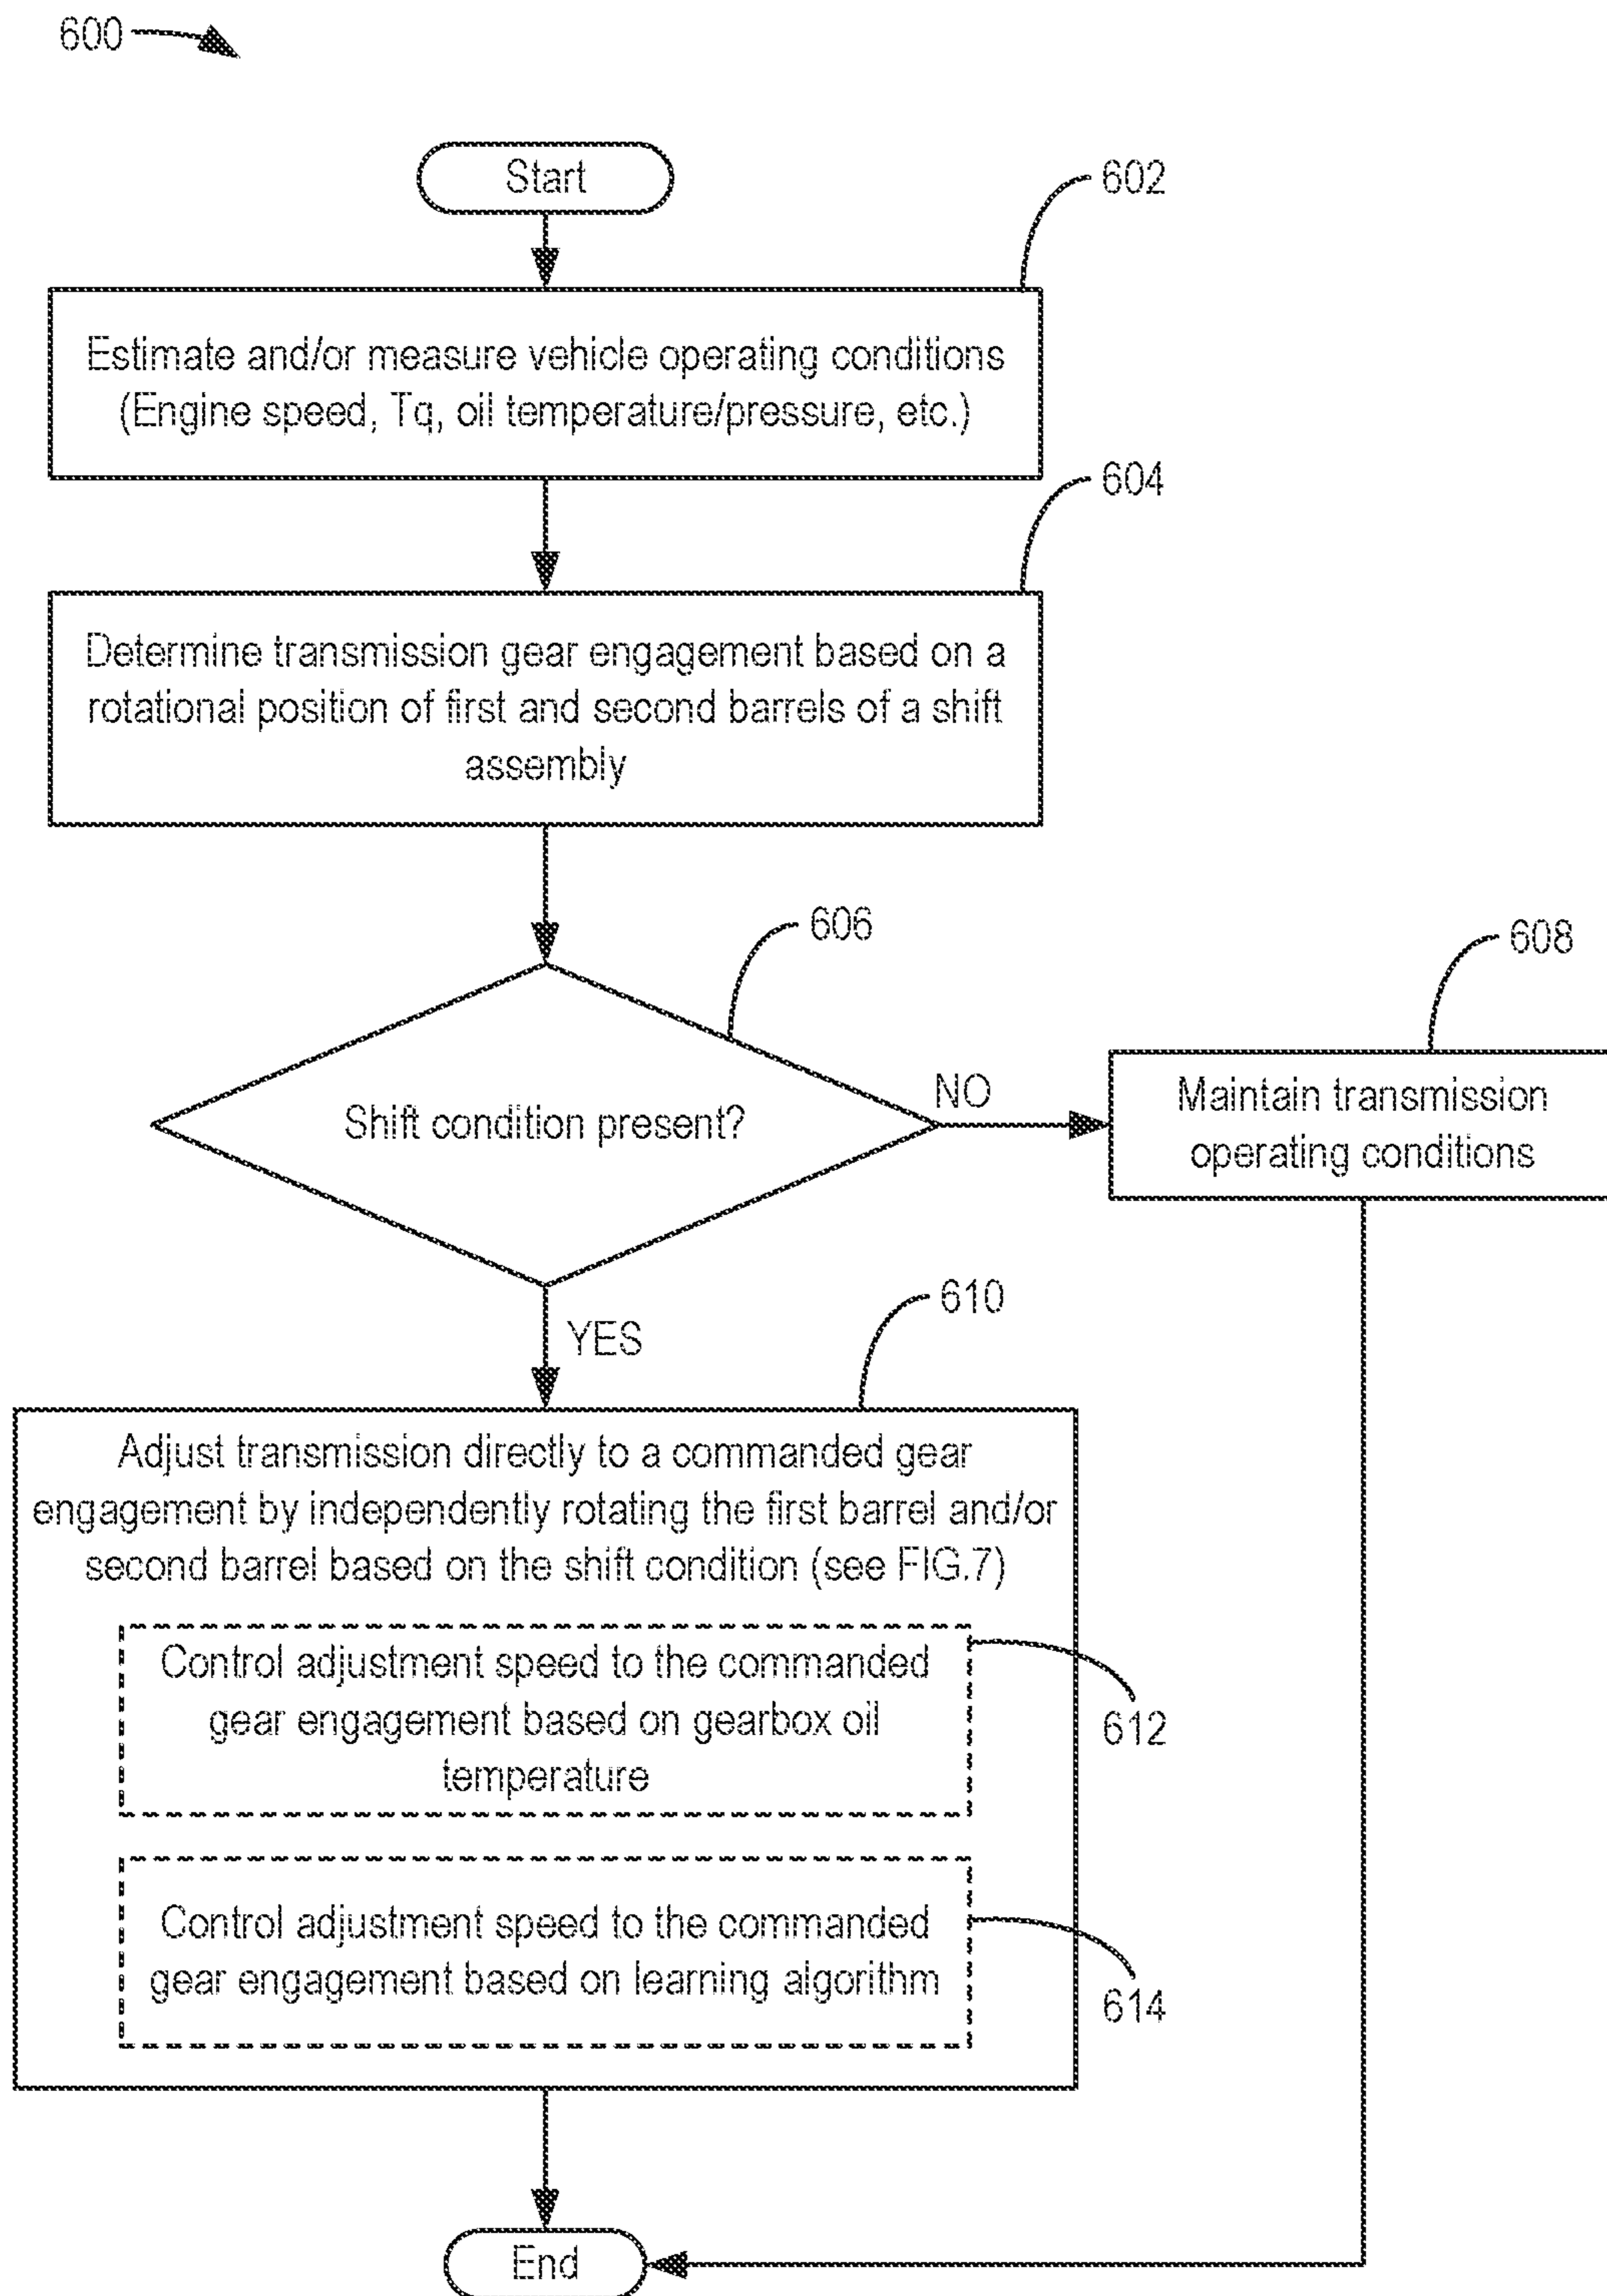 600
Start
602
Estimate and/or measure vehicle operating conditions
(Engine speed, Tq, oil temperature/pressure, etc.)
604
Determine transmission gear engagement based on a
rotational position of first and second barrels of a shift
assembly
606
608
Shift condition present?
NO
Maintain transmission
operating conditions
YES
610
Adjust transmission directly to a commanded gear
engagement by independently rotating the first barrel and/or
second barrel based on the shift condition (see FIG.7)
Control adjustment speed to the commanded
gear engagement based on gearbox oil
temperature
612
Control adjustment speed to the commanded
gear engagement based on learning algorithm
614
End